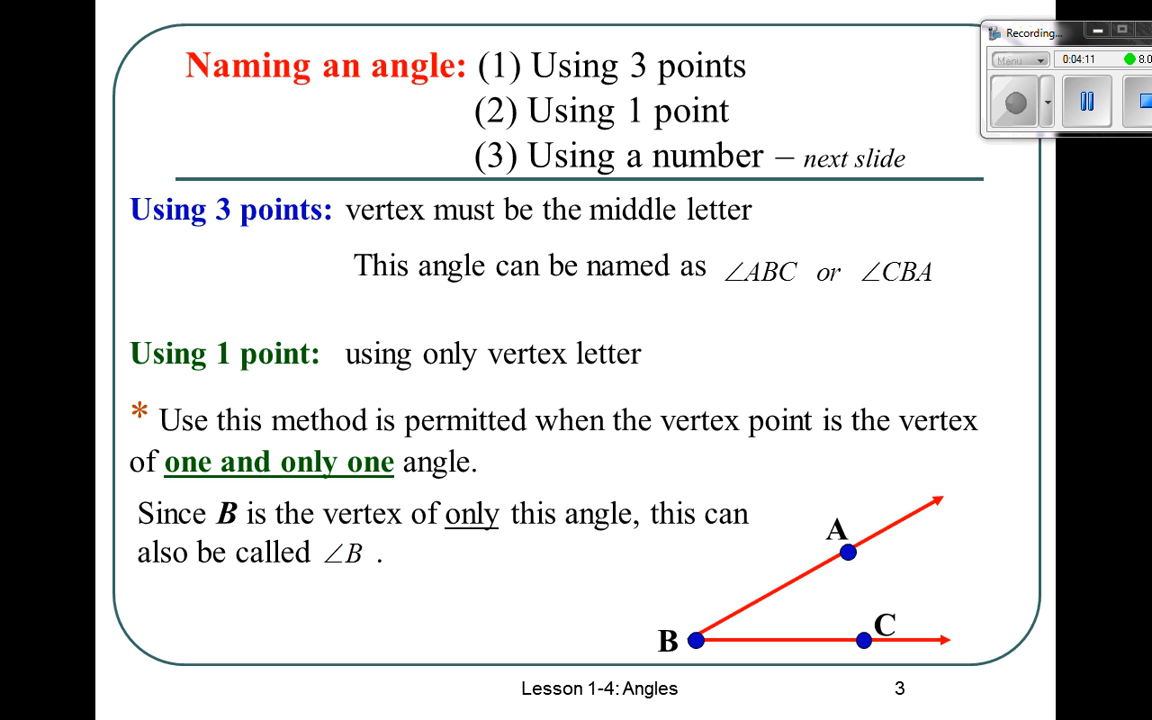 Naming an angle: (1) Using 3 points
(2) Using 1 point
(3) Using a number – next slide
Using 3 points: vertex must be the middle letter
This angle can be named as ∠ABC or ∠CBA
Using 1 point: using only vertex letter
* Use this method is permitted when the vertex point is the vertex
of one and only one angle.
Since B is the vertex of only this angle, this can
also be called ∠B .
A
B
C
Lesson 1-4: Angles 3
Recording...
Menu 0:04:11 8.0